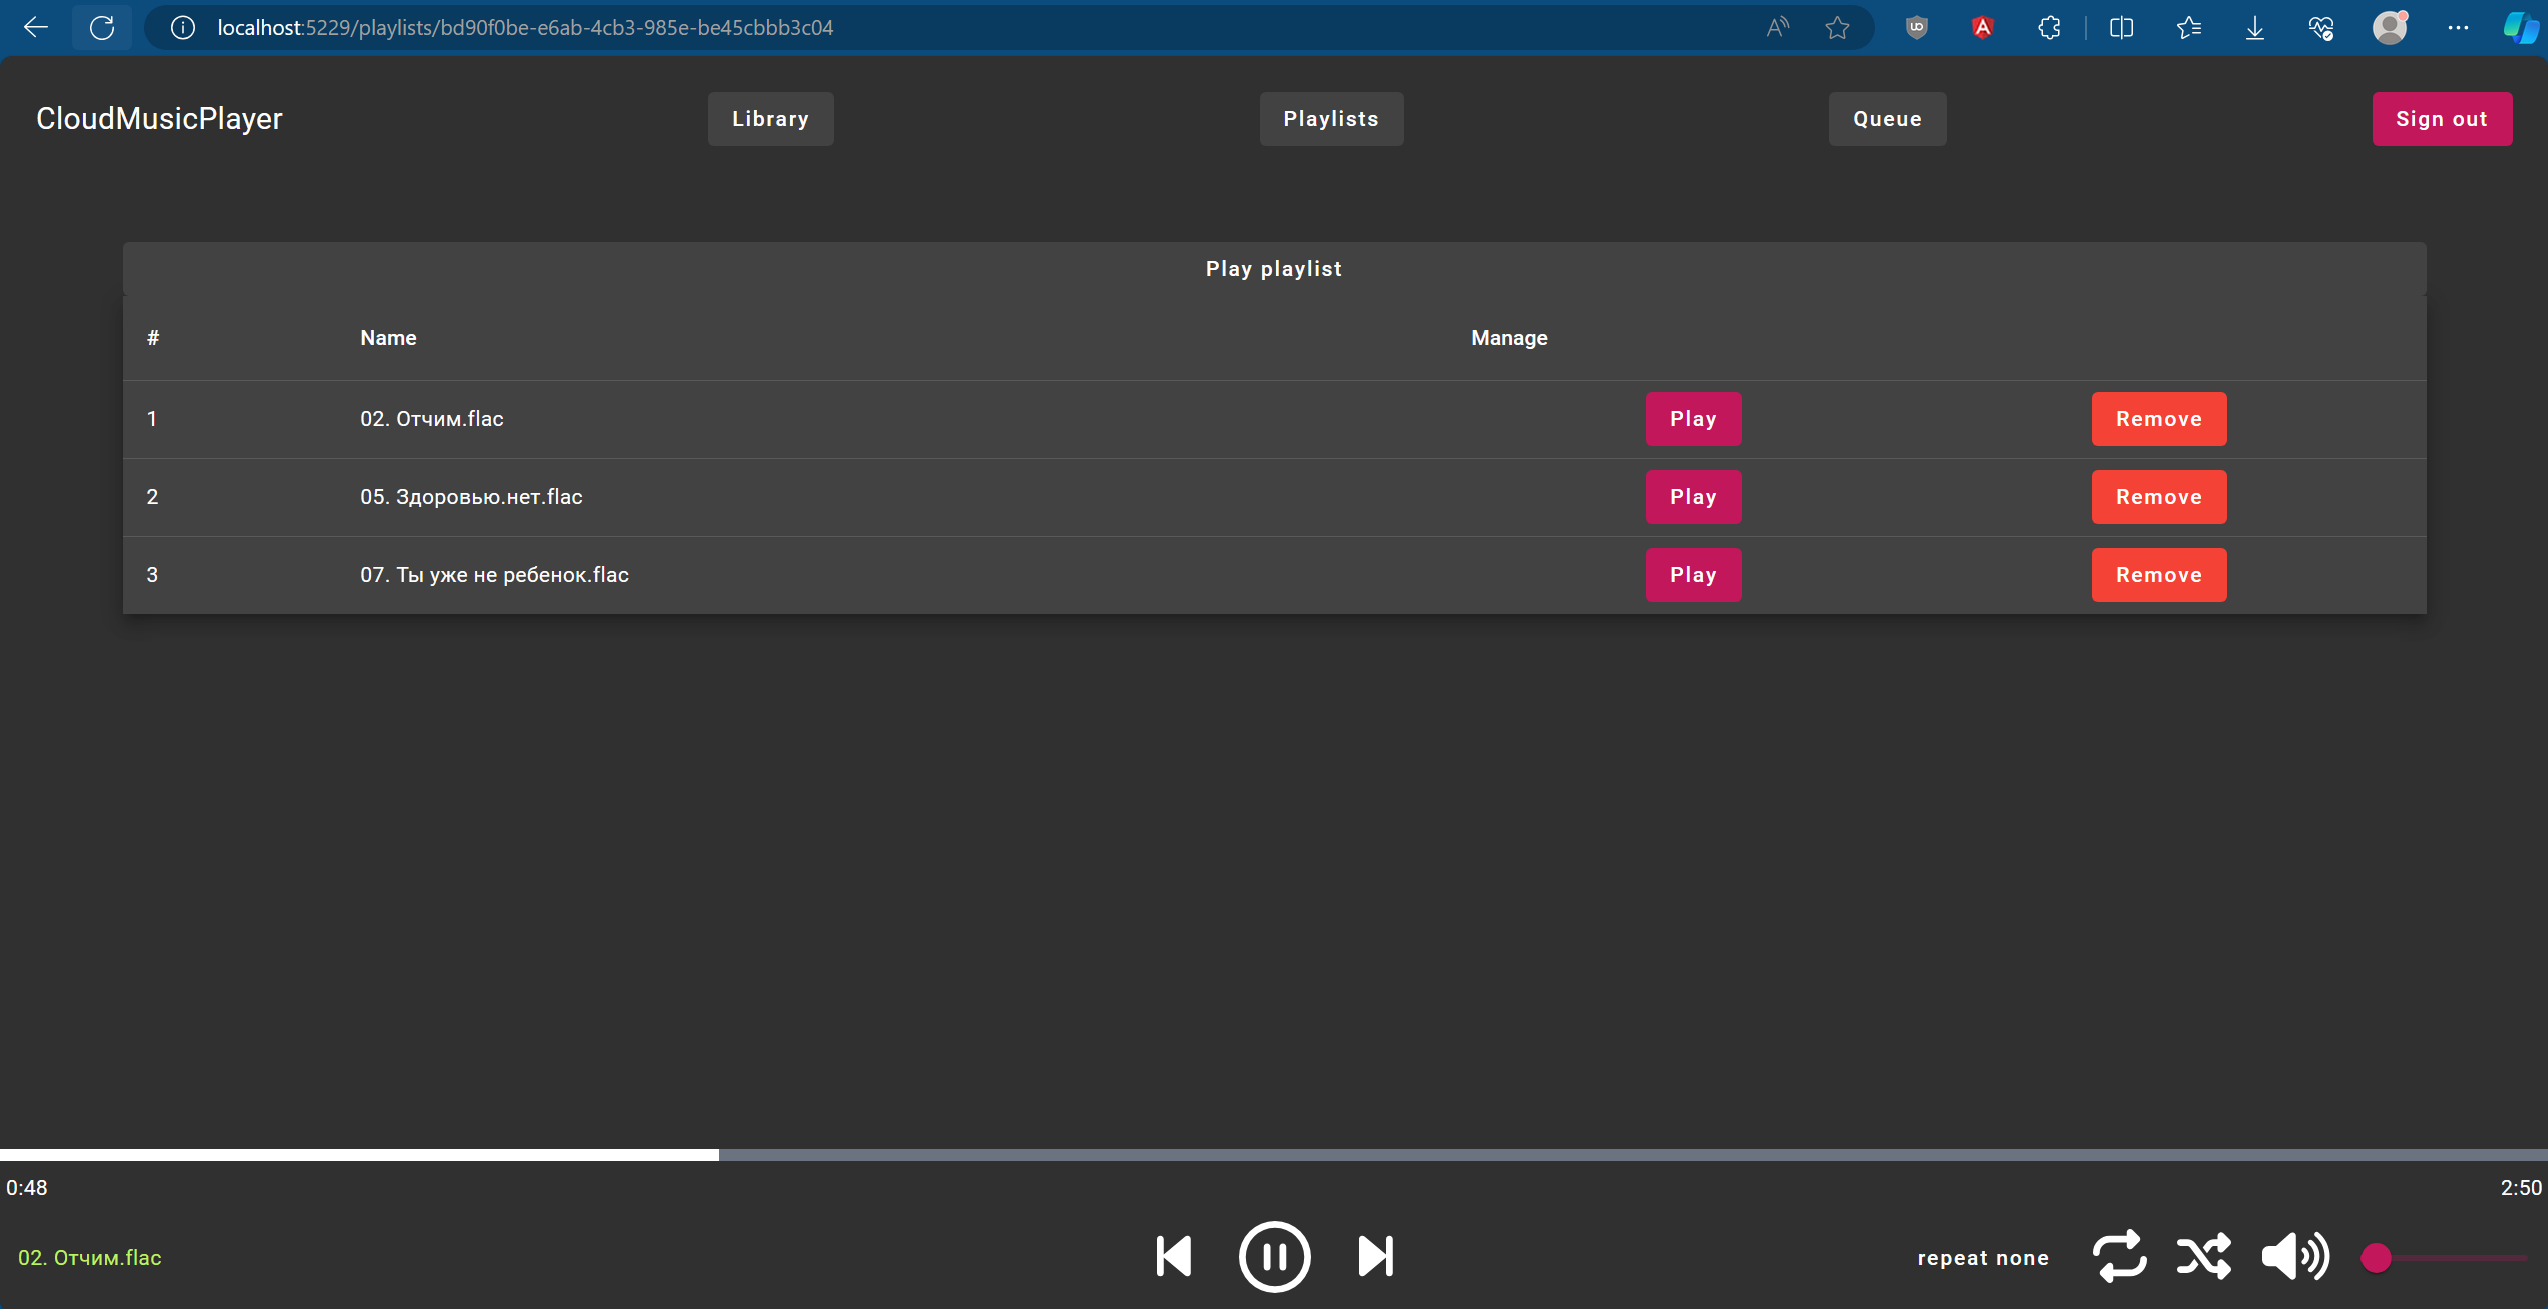 localhost:5229/playlists/bd90f0be-e6ab-4cb3-985e-be45cbbb3c04
CloudMusicPlayer Library Playlists Queue Sign out
Play playlist
# Name Manage
1 02. Отчим.flac Play Remove
2 05. Здоровью.нет.flac Play Remove
3 07. Ты уже не ребенок.flac Play Remove
0:48 2:50
02. Отчим.flac repeat none